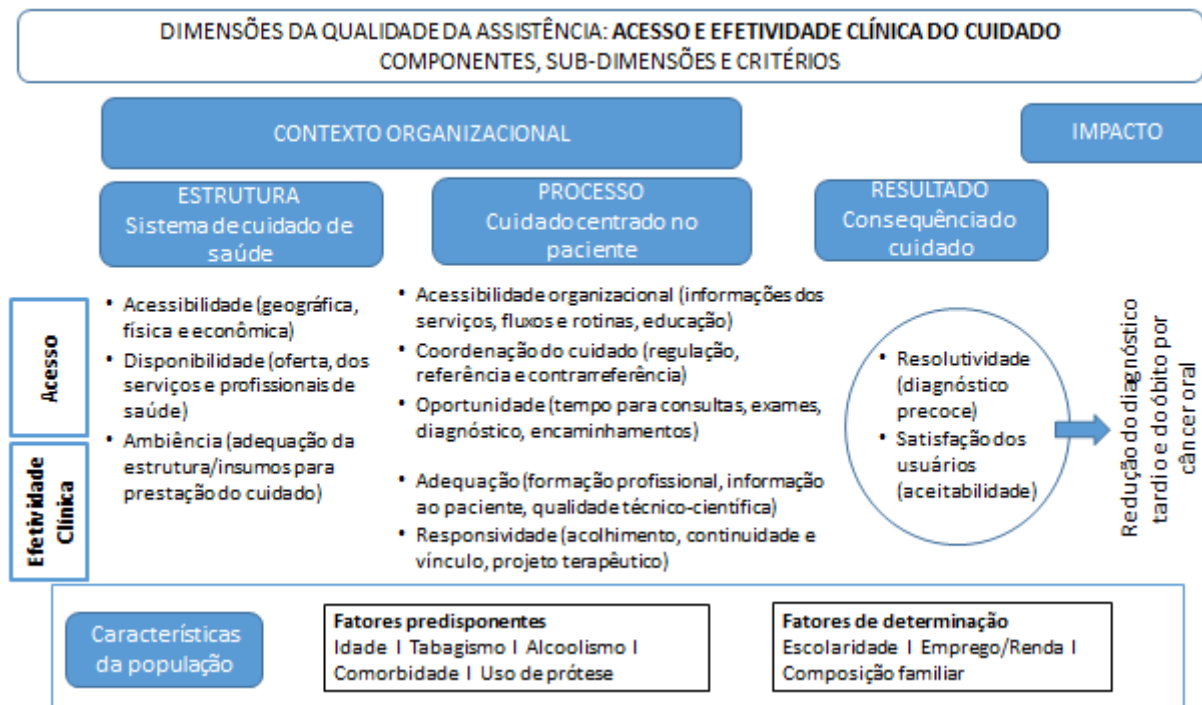 DIMENSÕES DA QUALIDADE DA ASSISTÊNCIA: ACESSO E EFETIVIDADE CLÍNICA DO CUIDADO
COMPONENTES, SUB-DIMENSÕES E CRITÉRIOS
CONTEXTO ORGANIZACIONAL
IMPACTO
ESTRUTURA
Sistema de cuidado de
saúde
PROCESSO
Cuidado centrado no
paciente
RESULTADO
Consequência do
cuidado
Acesso
Efetividade
Clínica
• Acessibilidade (geográfica,
física e econômica)
• Disponibilidade (oferta, dos
serviços e profissionais de
saúde)
• Ambiência (adequação da
estrutura/insumos para
prestação do cuidado)
• Acessibilidade organizacional (informações dos
serviços, fluxos e rotinas, educação)
• Coordenação do cuidado (regulação,
referência e contrarreferência)
• Oportunidade (tempo para consultas, exames,
diagnóstico, encaminhamentos)
• Adequação (formação profissional, informação
ao paciente, qualidade técnico-científica)
• Responsividade (acolhimento, continuidade e
vínculo, projeto terapêutico)
• Resolutividade
(diagnóstico
precoce)
• Satisfação dos
usuários
(aceitabilidade)
Redução do diagnóstico
tardio e do óbito por
câncer oral
Características
da população
Fatores predisponentes
Idade I Tabagismo I Alcoolismo I
Comorbidade I Uso de prótese
Fatores de determinação
Escolaridade I Emprego/Renda I
Composição familiar